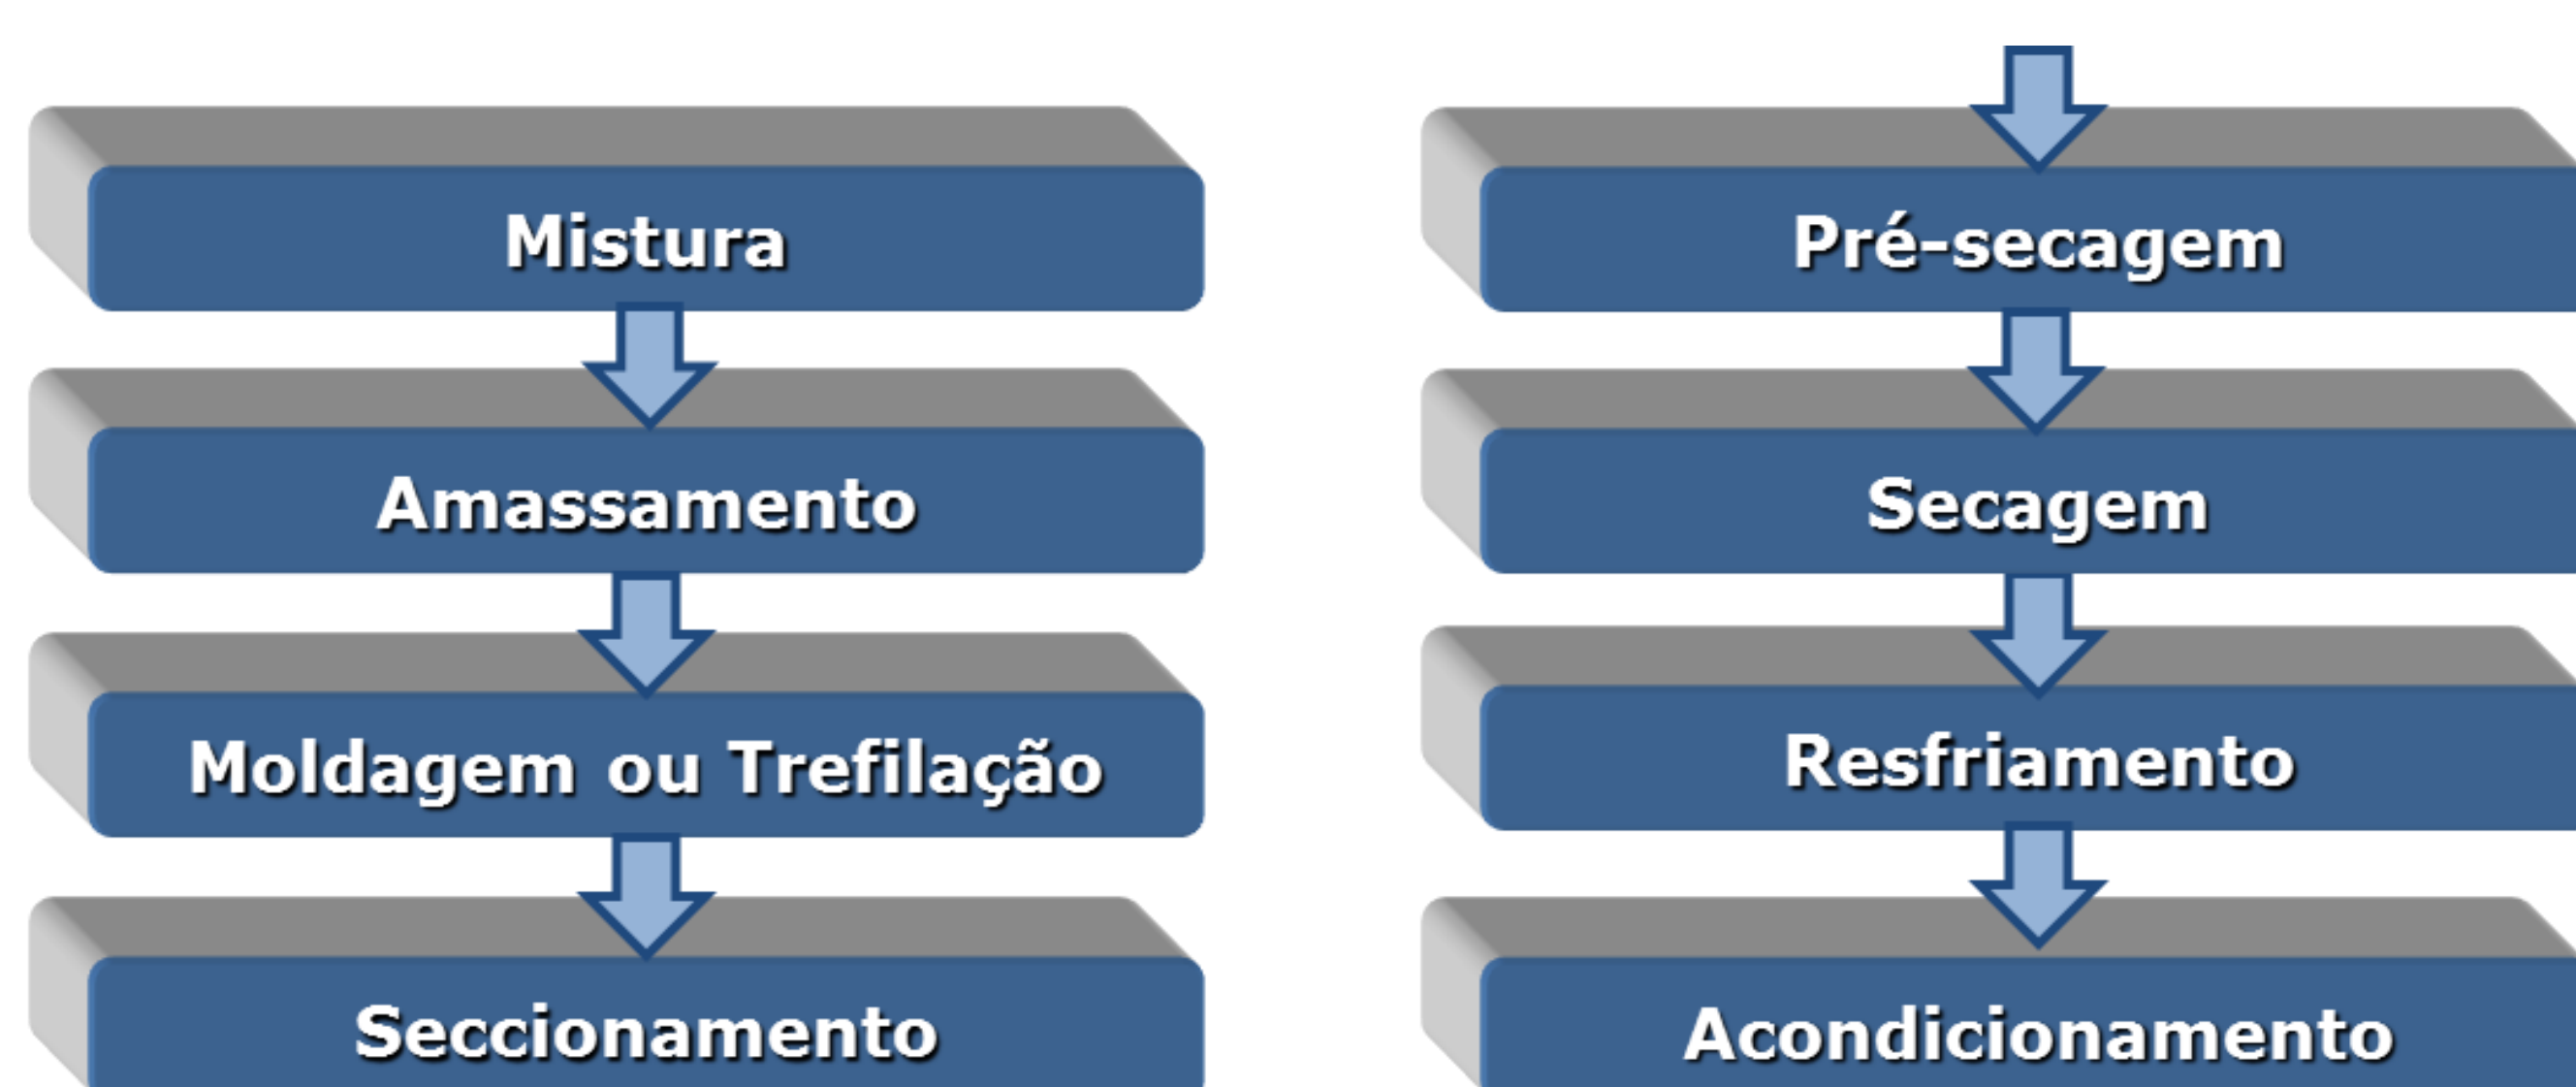 Mistura
Amassamento
Moldagem ou Trefilação
Seccionamento
Pré-secagem
Secagem
Resfriamento
Acondicionamento